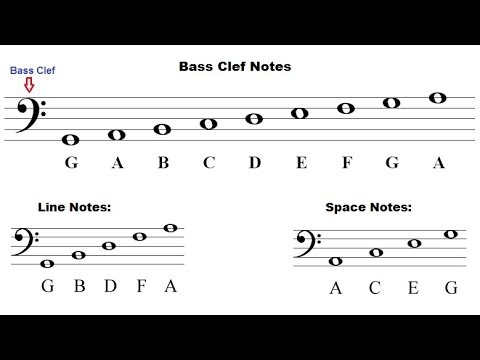 Bass Clef Notes
Bass Clef
G A B C D E F G A
Line Notes:
G B D F A
Space Notes:
A C E G